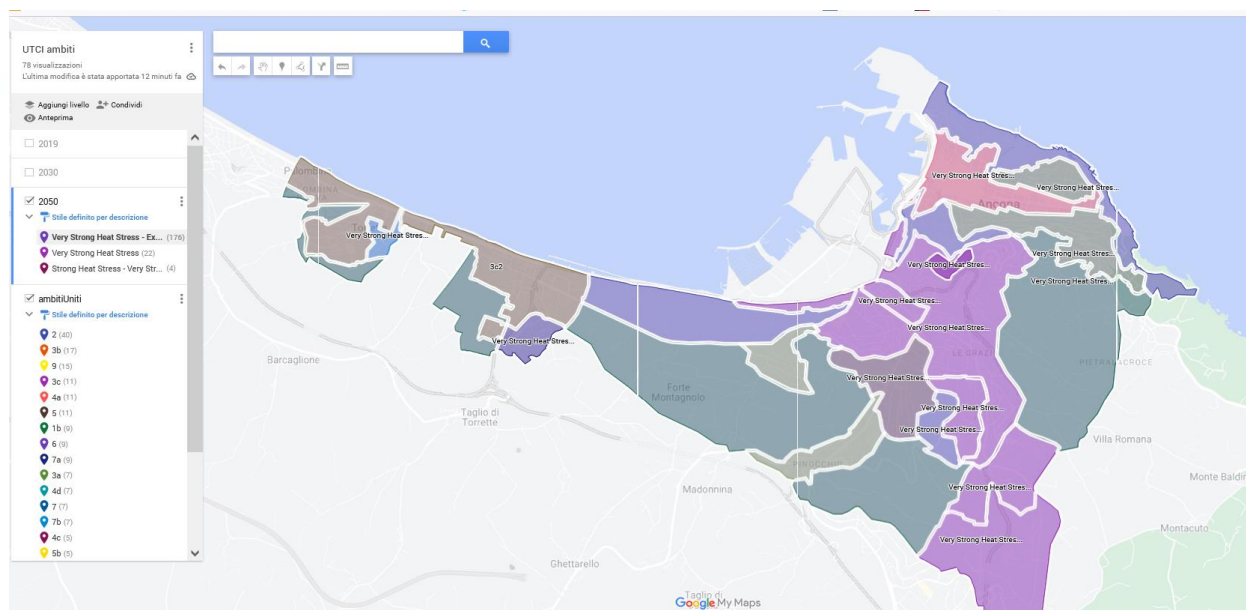 UTCI ambiti
78 visualizzazioni
L'ultima modifica è stata apportata 12 minuti fa
Aggiungi livello
Condividi
Anteprima
2019
2030
2050
Stile definito per descrizione
Very Strong Heat Stress - Ex... (176)
Very Strong Heat Stress (22)
Strong Heat Stress - Very Str... (4)
ambitiUniti
Stile definito per descrizione
2 (40)
3b (17)
9 (15)
3c (11)
4a (11)
5 (11)
1b (9)
6 (9)
7a (9)
3a (7)
4d (7)
7 (7)
7b (7)
4c (5)
5b (5)
Very Strong Heat Stres...
Very Strong Heat Stres...
Ancona
Very Strong Heat Stres...
3c2
Very Strong Heat Stres...
Very Strong Heat Stres...
Very Strong Heat Stres...
Very Strong Heat Stres...
Very Strong Heat Stres...
LE GRAZIE
PIETRALACROCE
Barcaglione
Forte
Montagnolo
Very Strong Heat Stres...
Taglio di
Torrette
Very Strong Heat Stres...
Very Strong Heat Stres...
Villa Romana
PINOCCHIO
Monte Baldir
Madonnina
Very Strong Heat Stres...
Montacuto
Very Strong Heat Stres...
Ghettarello
Taglio di
Google My Maps